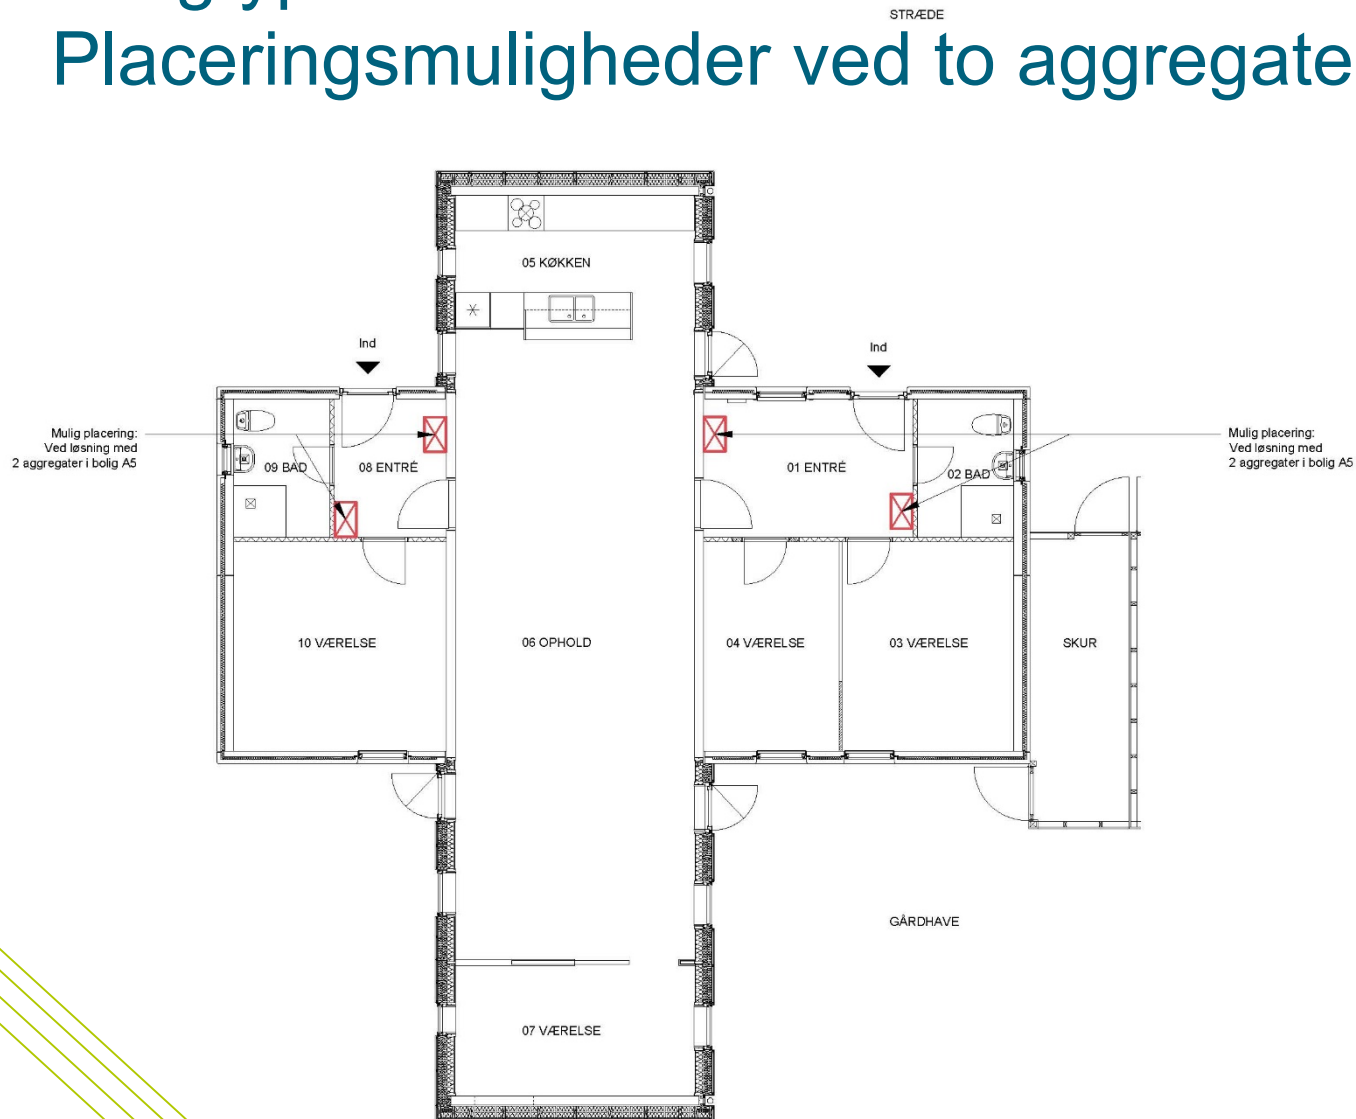 STRÆDE
Placeringsmuligheder ved to aggregate
05 KØKKEN
Ind
Ind
Mulig placering:
Ved løsning med
2 aggregater i bolig A5
09 BAD
08 ENTRÉ
01 ENTRÉ
02 BAD
Mulig placering:
Ved løsning med
2 aggregater i bolig A5
10 VÆRELSE
06 OPHOLD
04 VÆRELSE
03 VÆRELSE
SKUR
GÅRDHAVE
07 VÆRELSE